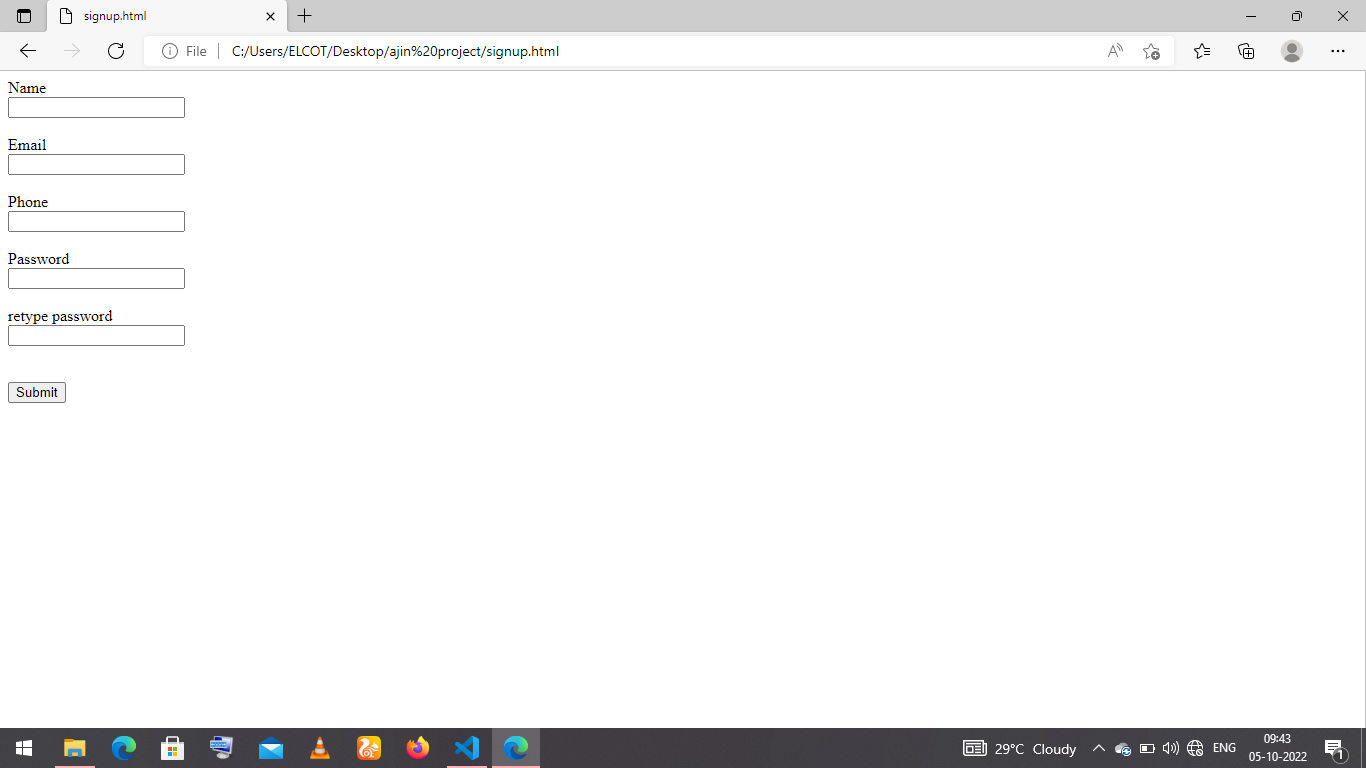 signup.html
File C:/Users/ELCOT/Desktop/ajin%20project/signup.html
Name
Email
Phone
Password
retype password
Submit
29°C Cloudy
ENG
09:43
05-10-2022
1